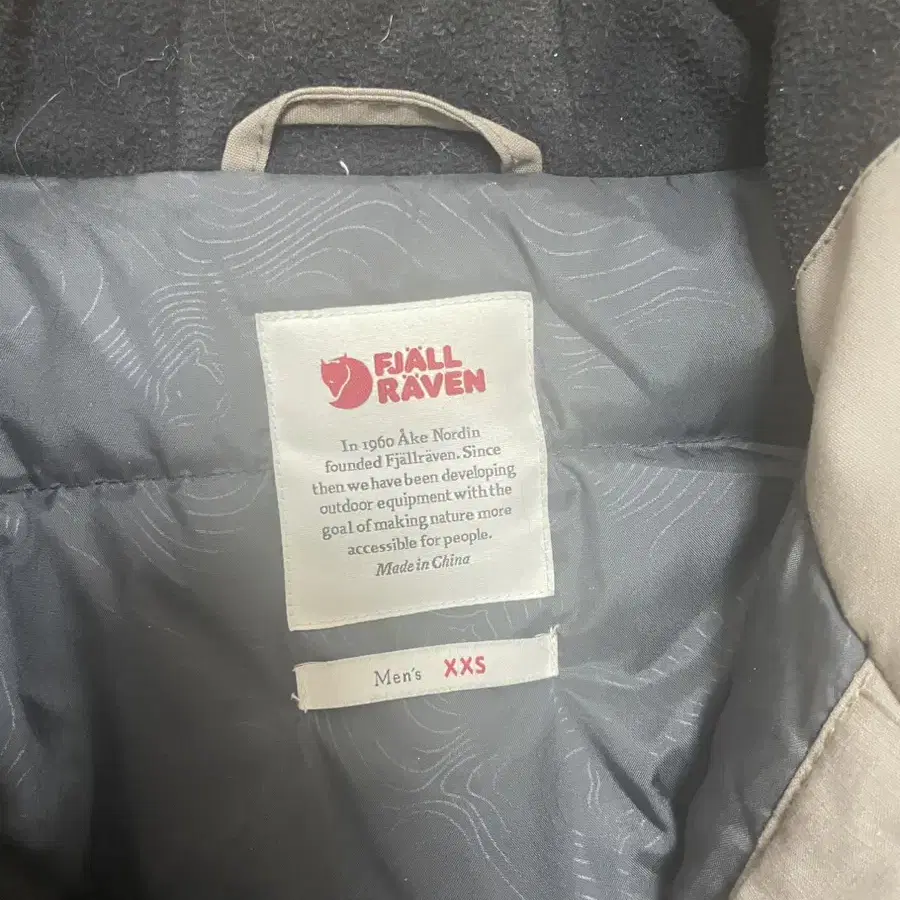 FJÄLL
RÄVEN
In 1960 Åke Nordin
founded Fjällräven. Since
then we have been developing
outdoor equipment with the
goal of making nature more
accessible for people.
Made in China
Men's XXS